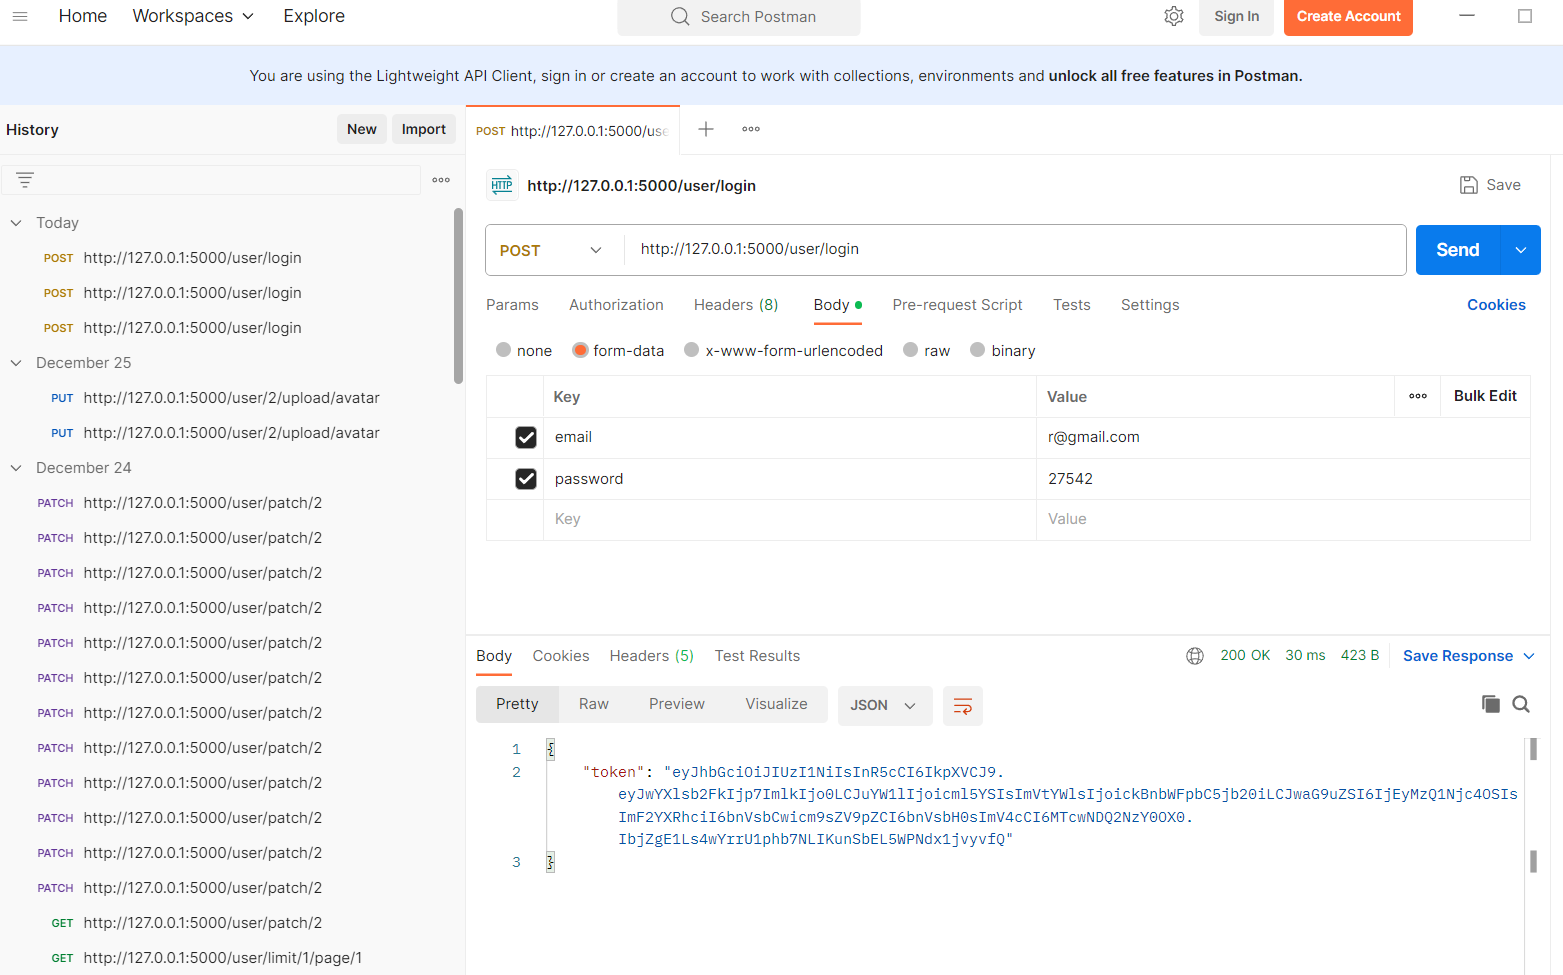 Home Workspaces Explore Search Postman Sign In Create Account
You are using the Lightweight API Client, sign in or create an account to work with collections, environments and unlock all free features in Postman.
History New Import
Today
POST http://127.0.0.1:5000/user/login
POST http://127.0.0.1:5000/user/login
POST http://127.0.0.1:5000/user/login
December 25
PUT http://127.0.0.1:5000/user/2/upload/avatar
PUT http://127.0.0.1:5000/user/2/upload/avatar
December 24
PATCH http://127.0.0.1:5000/user/patch/2
PATCH http://127.0.0.1:5000/user/patch/2
PATCH http://127.0.0.1:5000/user/patch/2
PATCH http://127.0.0.1:5000/user/patch/2
PATCH http://127.0.0.1:5000/user/patch/2
PATCH http://127.0.0.1:5000/user/patch/2
PATCH http://127.0.0.1:5000/user/patch/2
PATCH http://127.0.0.1:5000/user/patch/2
PATCH http://127.0.0.1:5000/user/patch/2
PATCH http://127.0.0.1:5000/user/patch/2
PATCH http://127.0.0.1:5000/user/patch/2
PATCH http://127.0.0.1:5000/user/patch/2
GET http://127.0.0.1:5000/user/patch/2
GET http://127.0.0.1:5000/user/limit/1/page/1
POST http://127.0.0.1:5000/use
HTTP http://127.0.0.1:5000/user/login Save
POST http://127.0.0.1:5000/user/login Send
Params Authorization Headers (8) Body Pre-request Script Tests Settings Cookies
none form-data x-www-form-urlencoded raw binary
Key Value Bulk Edit
email r@gmail.com
password 27542
Key Value
Body Cookies Headers (5) Test Results 200 OK 30 ms 423 B Save Response
Pretty Raw Preview Visualize JSON
1 {
2 "token": "eyJhbGciOiJIUzI1NiIsInR5cCI6IkpXVCJ9.
eyJwYXlsb2FkIjp7ImlkIjo0LCJuYW1lIjoicml5YSIsImVtYWlsIjoickBnbWFpbC5jb20iLCJwaG9uZSI6IjEyMzQ1Njc4OSIs
ImF2YXRhciI6bnVsbCwicm9sZV9pZCI6bnVsbH0sImV4cCI6MTcwNDQ2NzY0OX0.
IbjZgE1Ls4wYrrU1phb7NLIKunSbEL5WPNdx1jvyvfQ"
3 }